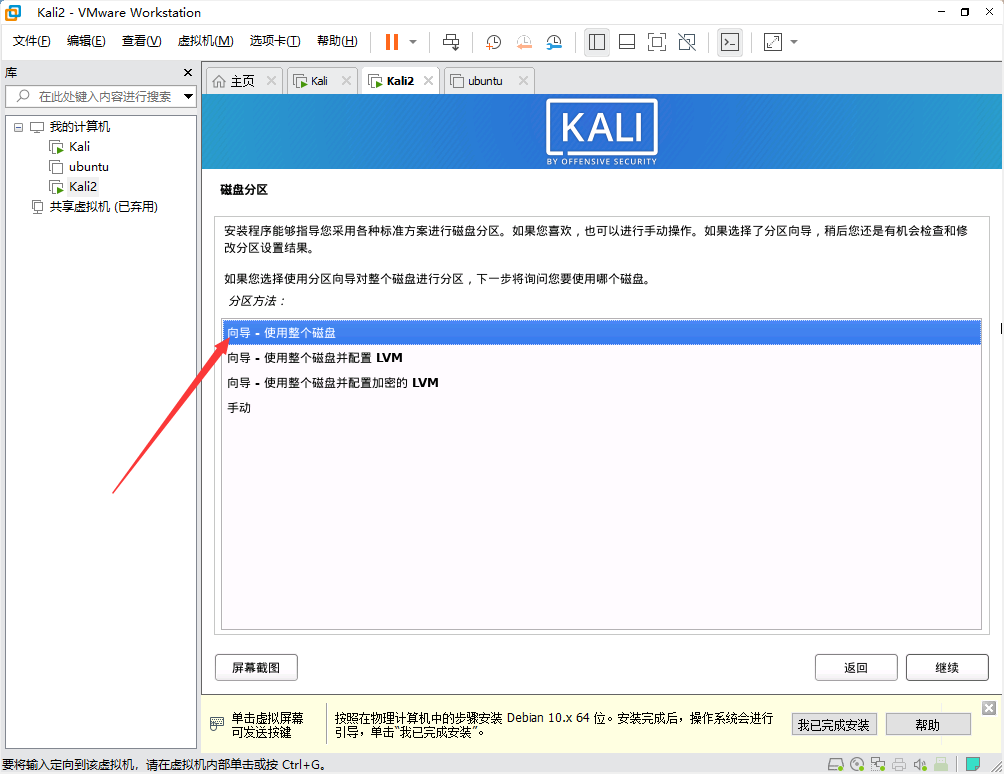 Kali2 - VMware Workstation
文件(F) 编辑(E) 查看(V) 虚拟机(M) 选项卡(T) 帮助(H)
库
在此处键入内容进行搜索
我的计算机
Kali
ubuntu
Kali2
共享虚拟机 (已弃用)
主页 Kali Kali2 ubuntu
KALI
BY OFFENSIVE SECURITY
磁盘分区
安装程序能够指导您采用各种标准方案进行磁盘分区。如果您喜欢，也可以进行手动操作。如果选择了分区向导，稍后您还是有机会检查和修
改分区设置结果。
如果您选择使用分区向导对整个磁盘进行分区，下一步将询问您要使用哪个磁盘。
分区方法：
向导 - 使用整个磁盘
向导 - 使用整个磁盘并配置 LVM
向导 - 使用整个磁盘并配置加密的 LVM
手动
屏幕截图 返回 继续
单击虚拟屏幕
可发送按键
按照在物理计算机中的步骤安装 Debian 10.x 64 位。安装完成后，操作系统会进行
引导，单击“我已完成安装”。
我已完成安装 帮助
要将输入定向到该虚拟机，请在虚拟机内部单击或按 Ctrl+G。